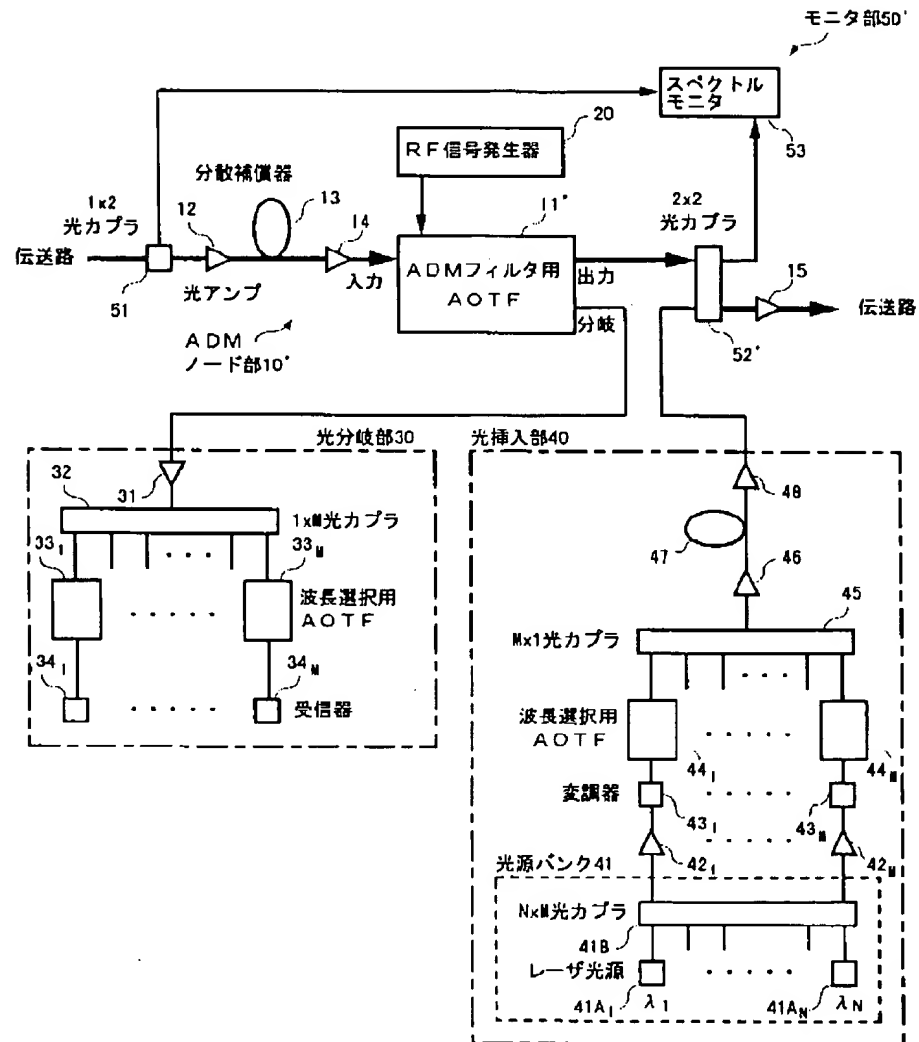 モニタ部50'
スペクトル
モニタ
53
20
RF信号発生器
分散補償器
13
1x2
光カプラ
12
14
11'
2x2
光カプラ
伝送路
51
光アンプ
入力
ADMフィルタ用
AOTF
出力
分岐
15
伝送路
52'
ADM
ノード部10'
光分岐部30
光挿入部40
32
31
1xM光カプラ
33₁
33M
波長選択用
AOTF
34₁
34M
受信器
48
47
46
45
Mx1光カプラ
波長選択用
AOTF
44₁
44M
変調器
43₁
43M
42₁
42M
光源バンク41
NxM光カプラ
41B
レーザ光源
41A₁
λ1
41AN
λN